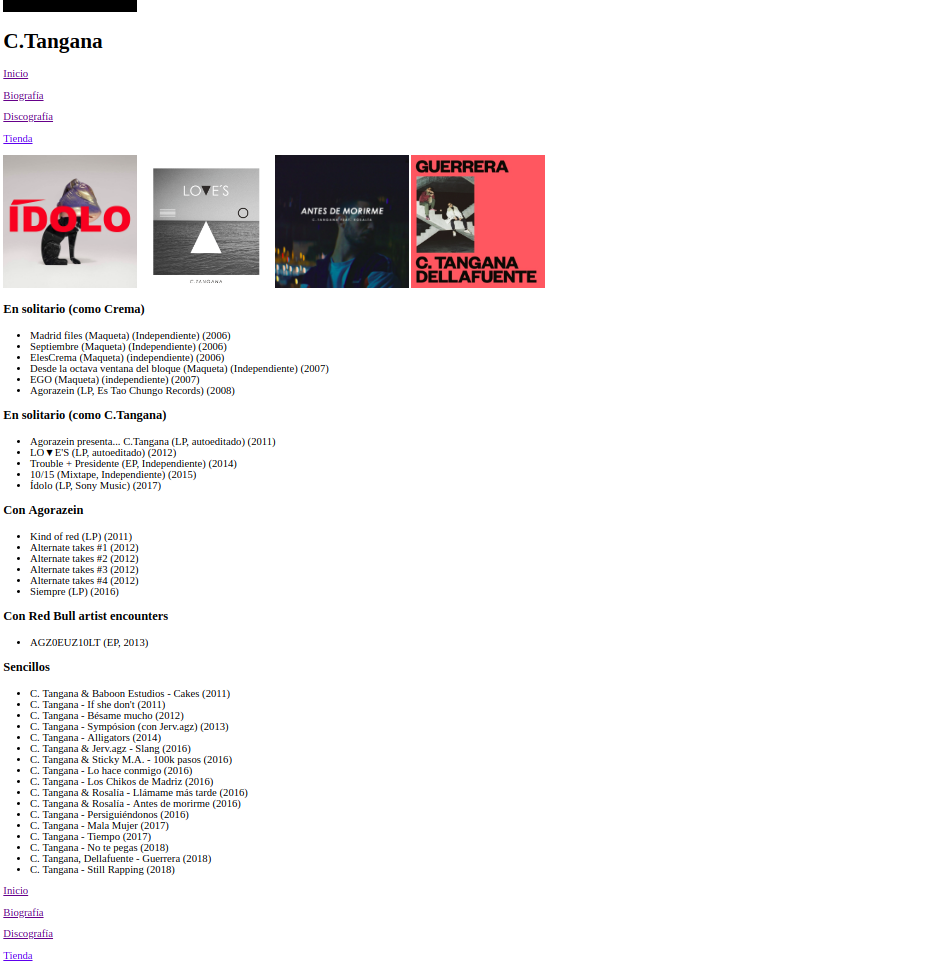 C.Tangana
Inicio
Biografía
Discografía
Tienda
ÍDOLO
LO▼E'S
C.TANGANA
ANTES DE MORIRME
C.TANGANA FEAT. ROSALÍA
GUERRERA
C. TANGANA
DELLAFUENTE
En solitario (como Crema)
Madrid files (Maqueta) (Independiente) (2006)
Septiembre (Maqueta) (Independiente) (2006)
ElesCrema (Maqueta) (independiente) (2006)
Desde la octava ventana del bloque (Maqueta) (Independiente) (2007)
EGO (Maqueta) (independiente) (2007)
Agorazein (LP, Es Tao Chungo Records) (2008)
En solitario (como C.Tangana)
Agorazein presenta... C.Tangana (LP, autoeditado) (2011)
LO▼E'S (LP, autoeditado) (2012)
Trouble + Presidente (EP, Independiente) (2014)
10/15 (Mixtape, Independiente) (2015)
Ídolo (LP, Sony Music) (2017)
Con Agorazein
Kind of red (LP) (2011)
Alternate takes #1 (2012)
Alternate takes #2 (2012)
Alternate takes #3 (2012)
Alternate takes #4 (2012)
Siempre (LP) (2016)
Con Red Bull artist encounters
AGZ0EUZ10LT (EP, 2013)
Sencillos
C. Tangana & Baboon Estudios - Cakes (2011)
C. Tangana - If she don't (2011)
C. Tangana - Bésame mucho (2012)
C. Tangana - Sympósion (con Jerv.agz) (2013)
C. Tangana - Alligators (2014)
C. Tangana & Jerv.agz - Slang (2016)
C. Tangana & Sticky M.A. - 100k pasos (2016)
C. Tangana - Lo hace conmigo (2016)
C. Tangana - Los Chikos de Madriz (2016)
C. Tangana & Rosalía - Llámame más tarde (2016)
C. Tangana & Rosalía - Antes de morirme (2016)
C. Tangana - Persiguiéndonos (2016)
C. Tangana - Mala Mujer (2017)
C. Tangana - Tiempo (2017)
C. Tangana - No te pegas (2018)
C. Tangana, Dellafuente - Guerrera (2018)
C. Tangana - Still Rapping (2018)
Inicio
Biografía
Discografía
Tienda